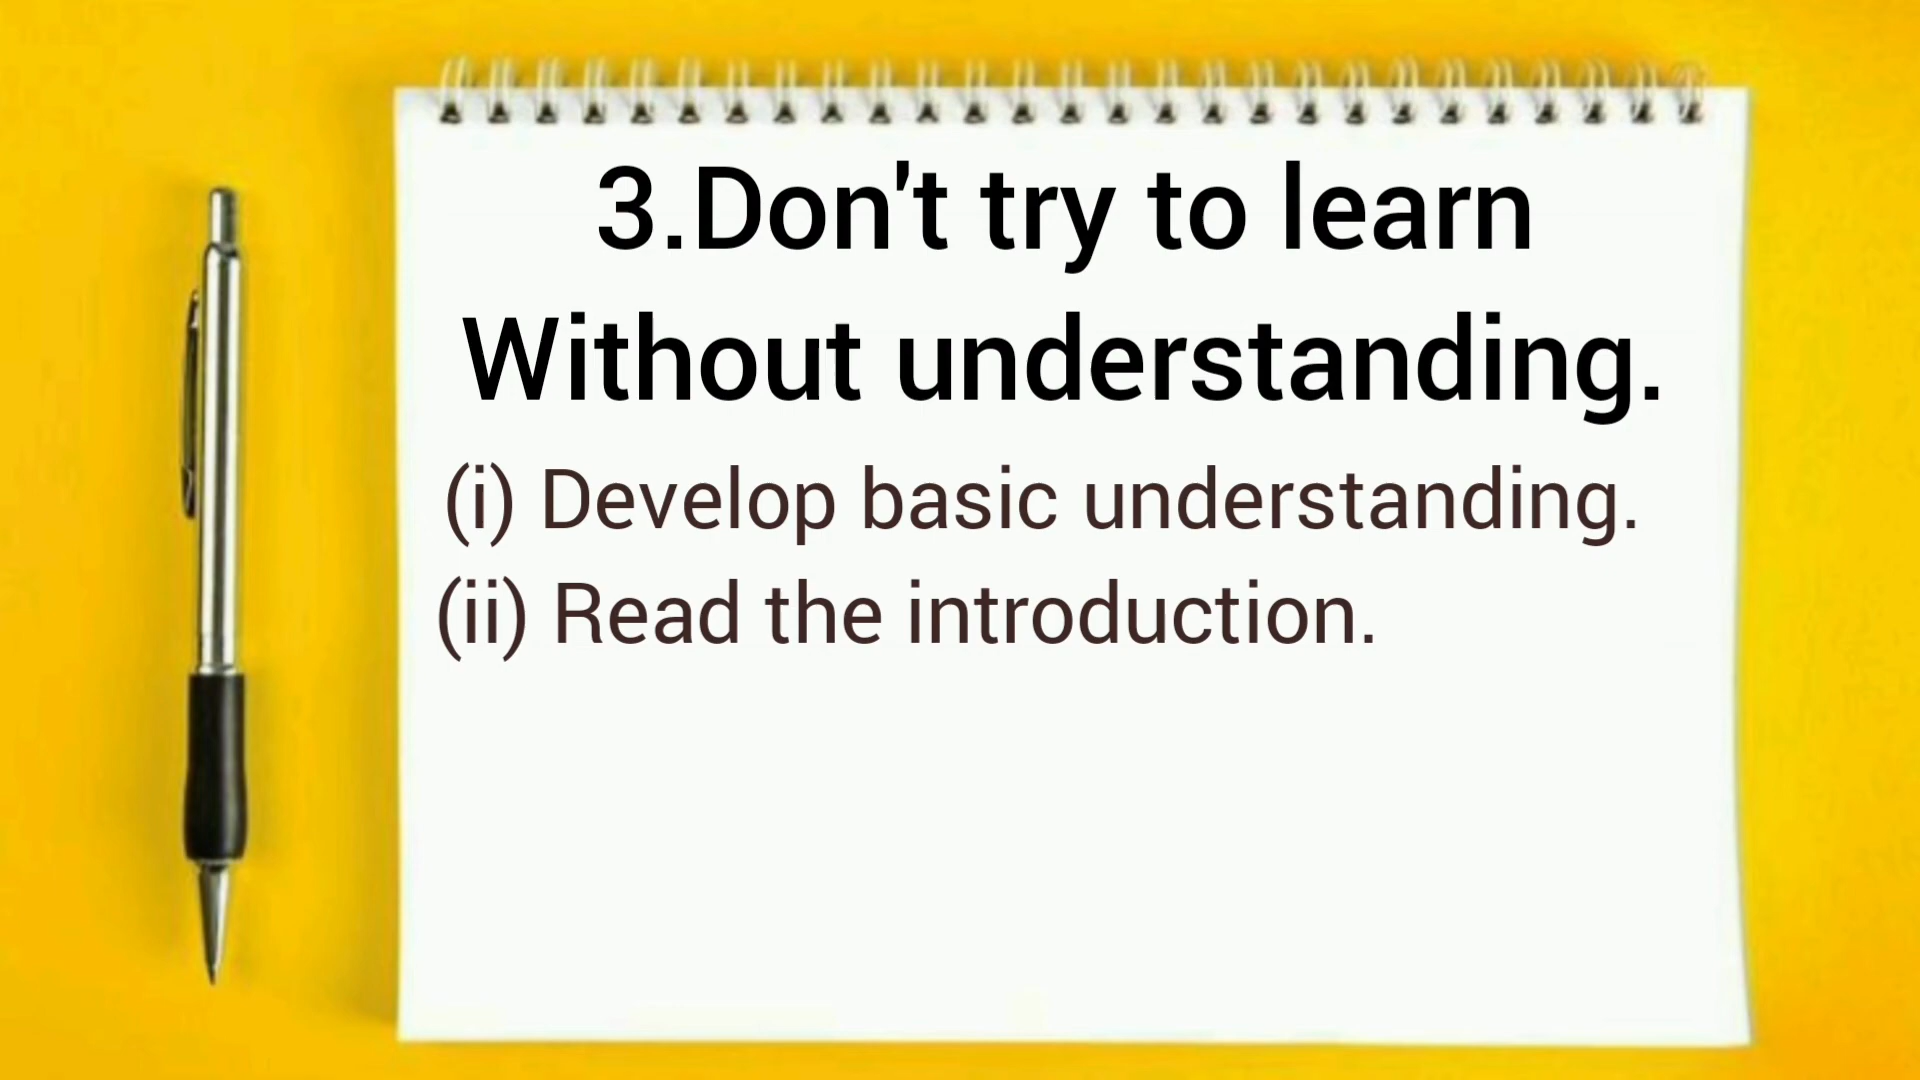 3.Don't try to learn
Without understanding.
(i) Develop basic understanding.
(ii) Read the introduction.